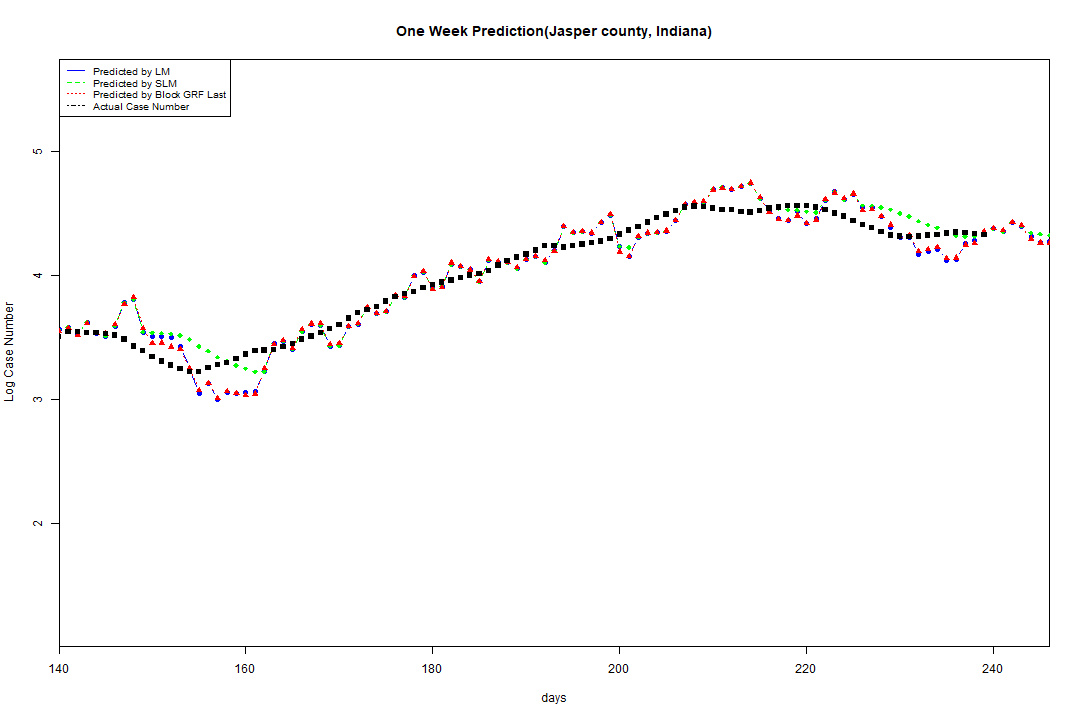 One Week Prediction(Jasper county, Indiana)
Predicted by LM
Predicted by SLM
Predicted by Block GRF Last
Actual Case Number
5
4
3
2
Log Case Number
140 160 180 200 220 240
days